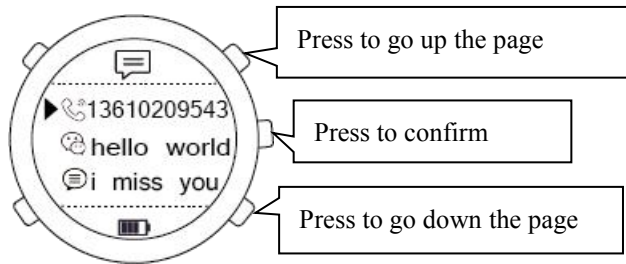 Press to go up the page
13610209543
Press to confirm
hello world
i miss you
Press to go down the page